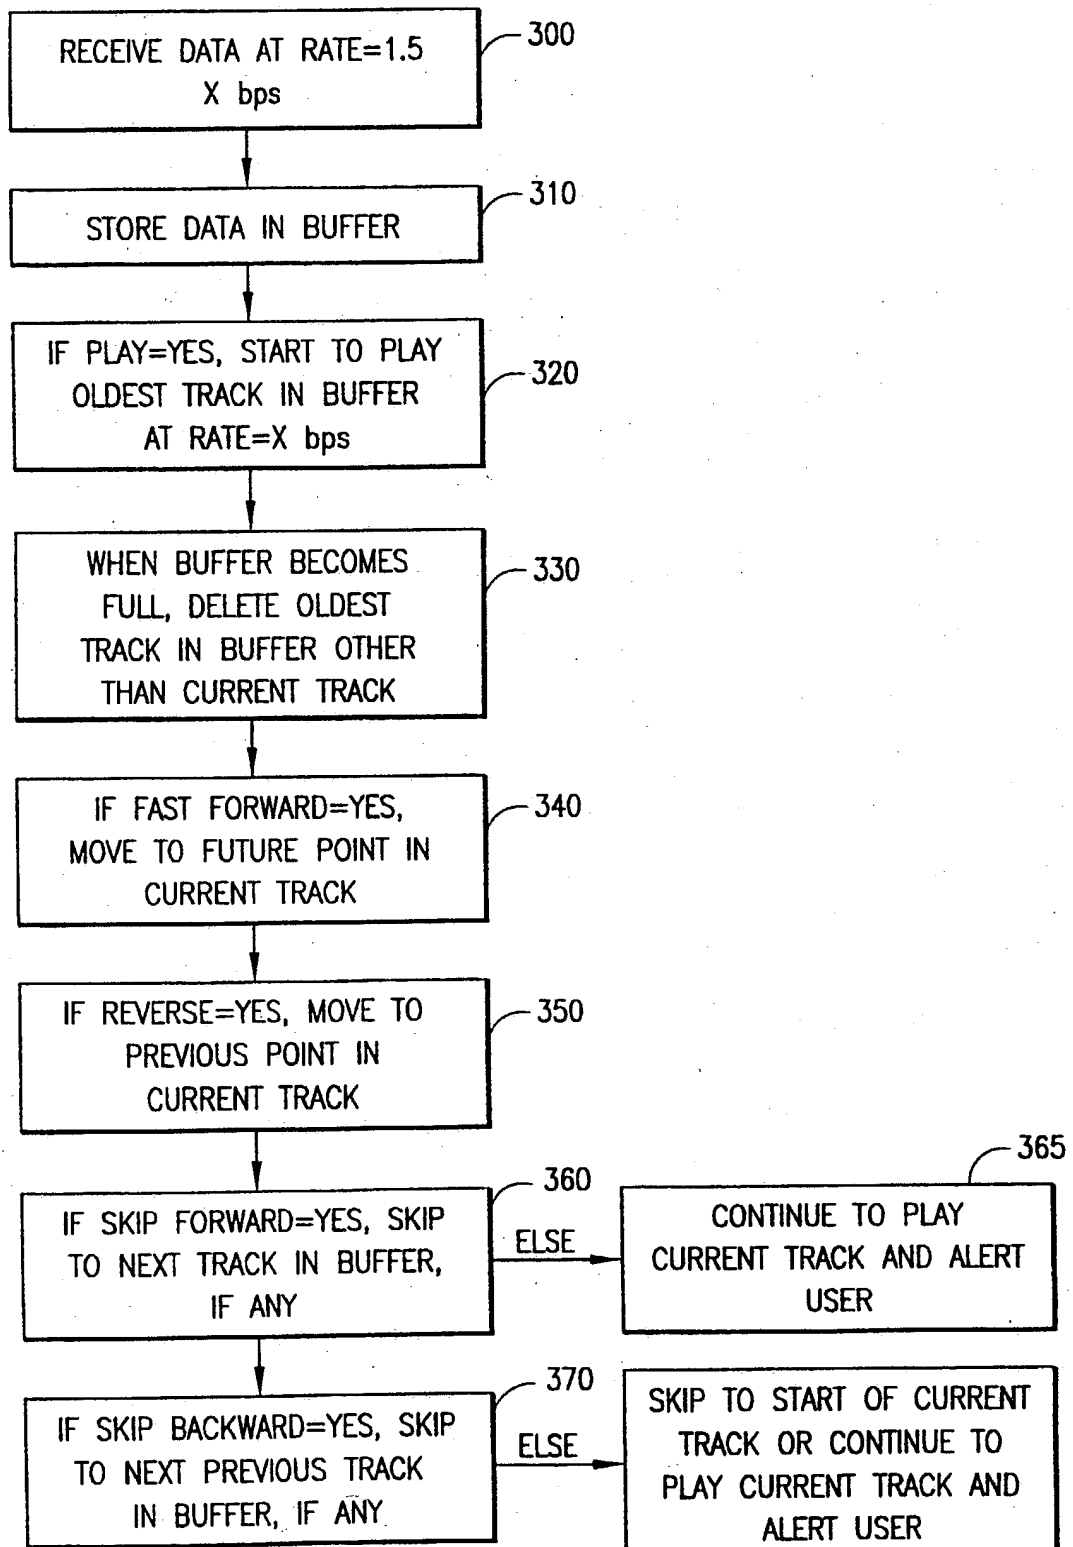 RECEIVE DATA AT RATE=1.5
X bps
300
STORE DATA IN BUFFER
310
IF PLAY=YES, START TO PLAY
OLDEST TRACK IN BUFFER
AT RATE=X bps
320
WHEN BUFFER BECOMES
FULL, DELETE OLDEST
TRACK IN BUFFER OTHER
THAN CURRENT TRACK
330
IF FAST FORWARD=YES,
MOVE TO FUTURE POINT IN
CURRENT TRACK
340
IF REVERSE=YES, MOVE TO
PREVIOUS POINT IN
CURRENT TRACK
350
IF SKIP FORWARD=YES, SKIP
TO NEXT TRACK IN BUFFER,
IF ANY
360
ELSE
CONTINUE TO PLAY
CURRENT TRACK AND ALERT
USER
365
IF SKIP BACKWARD=YES, SKIP
TO NEXT PREVIOUS TRACK
IN BUFFER, IF ANY
370
ELSE
SKIP TO START OF CURRENT
TRACK OR CONTINUE TO
PLAY CURRENT TRACK AND
ALERT USER